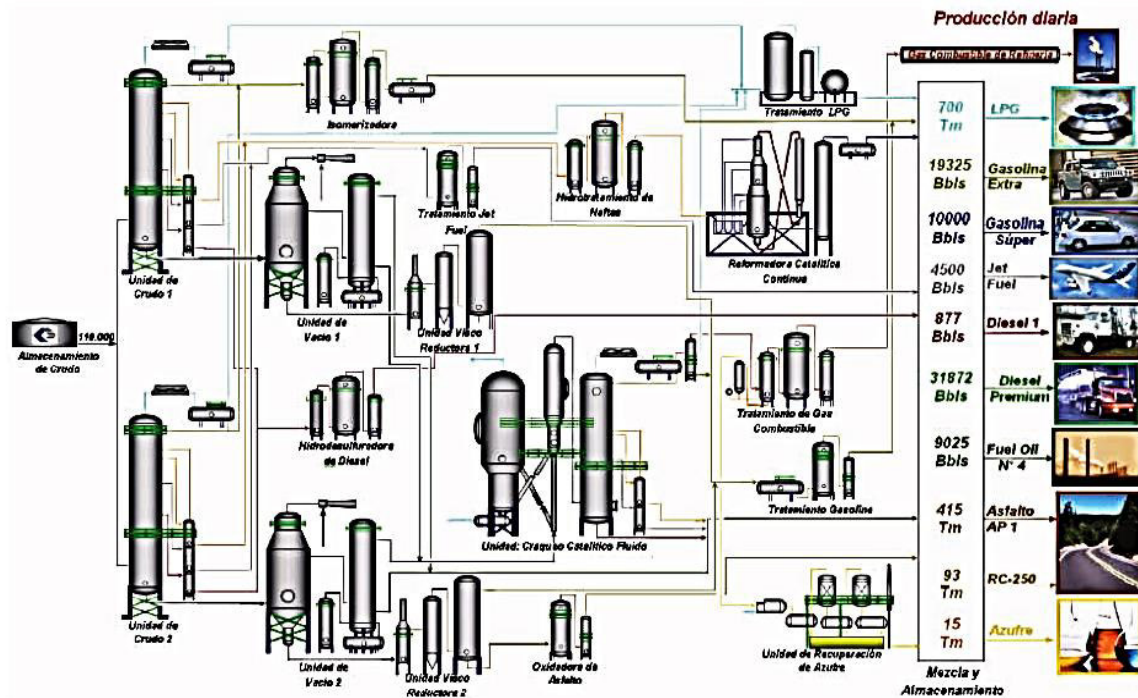 Producción diaria
Gas Combustible de Refinería
Tratamiento LPG
700
Tm
LPG
Isomerizadora
19325
Bbls
Gasolina
Extra
Hidrotratamiento de
Naftas
Tratamiento Jet
Fuel
10000
Bbls
Gasolina
Súper
Reformadora Catalítica
Continua
4500
Bbls
Jet
Fuel
Unidad de
Crudo 1
Unidad de
Vacío 1
Unidad Visco
Reductora 1
877
Bbls
Diesel 1
110.000
Almacenamiento
de Crudo
31872
Bbls
Diesel
Premium
Tratamiento de Gas
Combustible
Hidrodesulfuradora
de Diesel
9025
Bbls
Fuel Oil
N° 4
Tratamiento Gasolina
Unidad: Craqueo Catalítico Fluido
415
Tm
Asfalto
AP 1
93
Tm
RC-250
Unidad de
Crudo 2
15
Tm
Azufre
Unidad de Recuperación
de Azufre
Unidad de
Vacío 2
Unidad Visco
Reductora 2
Oxidadora de
Asfalto
Mezcla y
Almacenamiento